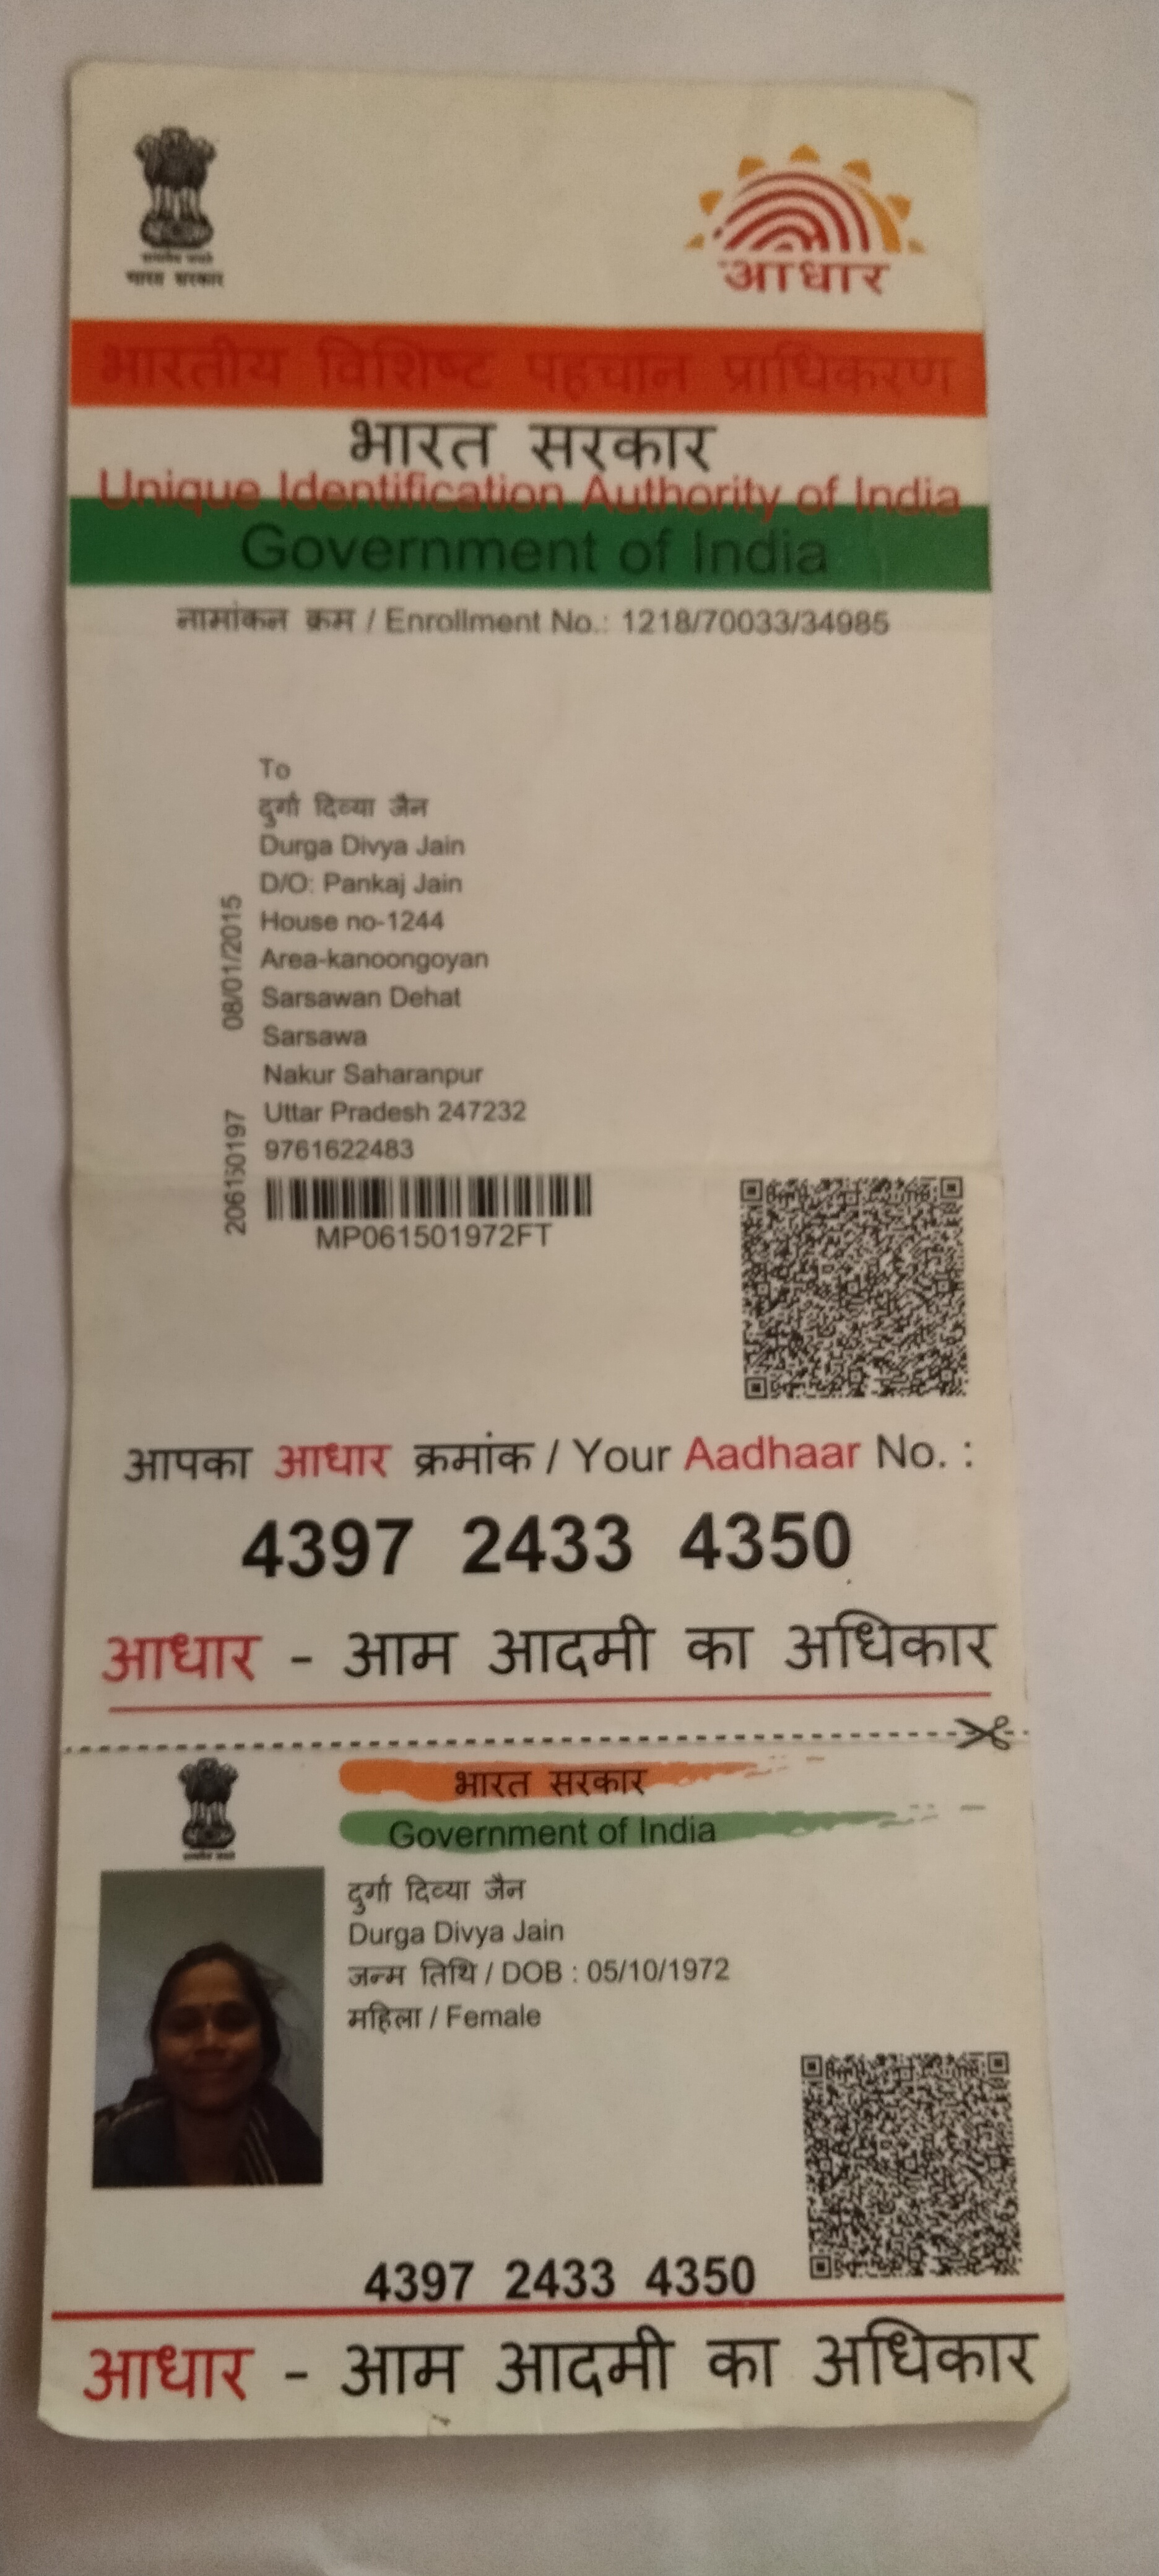 भारत सरकार
आधार
भारतीय विशिष्ट पहचान प्राधिकरण
भारत सरकार
Unique Identification Authority of India
Government of India
नामांकन क्रम / Enrollment No.: 1218/70033/34985
To
दुर्गा दिव्या जैन
Durga Divya Jain
D/O: Pankaj Jain
House no-1244
Area-kanoongoyan
Sarsawan Dehat
Sarsawa
Nakur Saharanpur
Uttar Pradesh 247232
9761622483
08/01/2015
MP061501972FT
आपका आधार क्रमांक / Your Aadhaar No. :
4397 2433 4350
आधार - आम आदमी का अधिकार
भारत सरकार
Government of India
दुर्गा दिव्या जैन
Durga Divya Jain
जन्म तिथि / DOB : 05/10/1972
महिला / Female
4397 2433 4350
आधार - आम आदमी का अधिकार